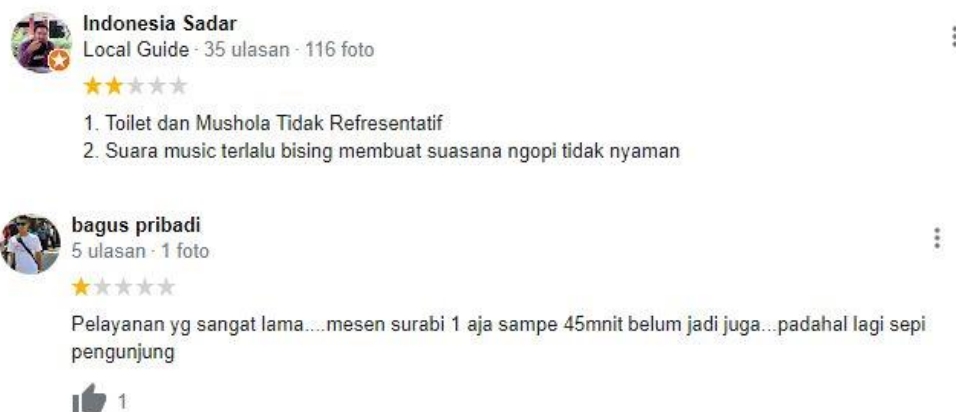 Indonesia Sadar
Local Guide · 35 ulasan · 116 foto
1. Toilet dan Mushola Tidak Refresentatif
2. Suara music terlalu bising membuat suasana ngopi tidak nyaman
bagus pribadi
5 ulasan · 1 foto
Pelayanan yg sangat lama....mesen surabi 1 aja sampe 45mnit belum jadi juga...padahal lagi sepi
pengunjung
1